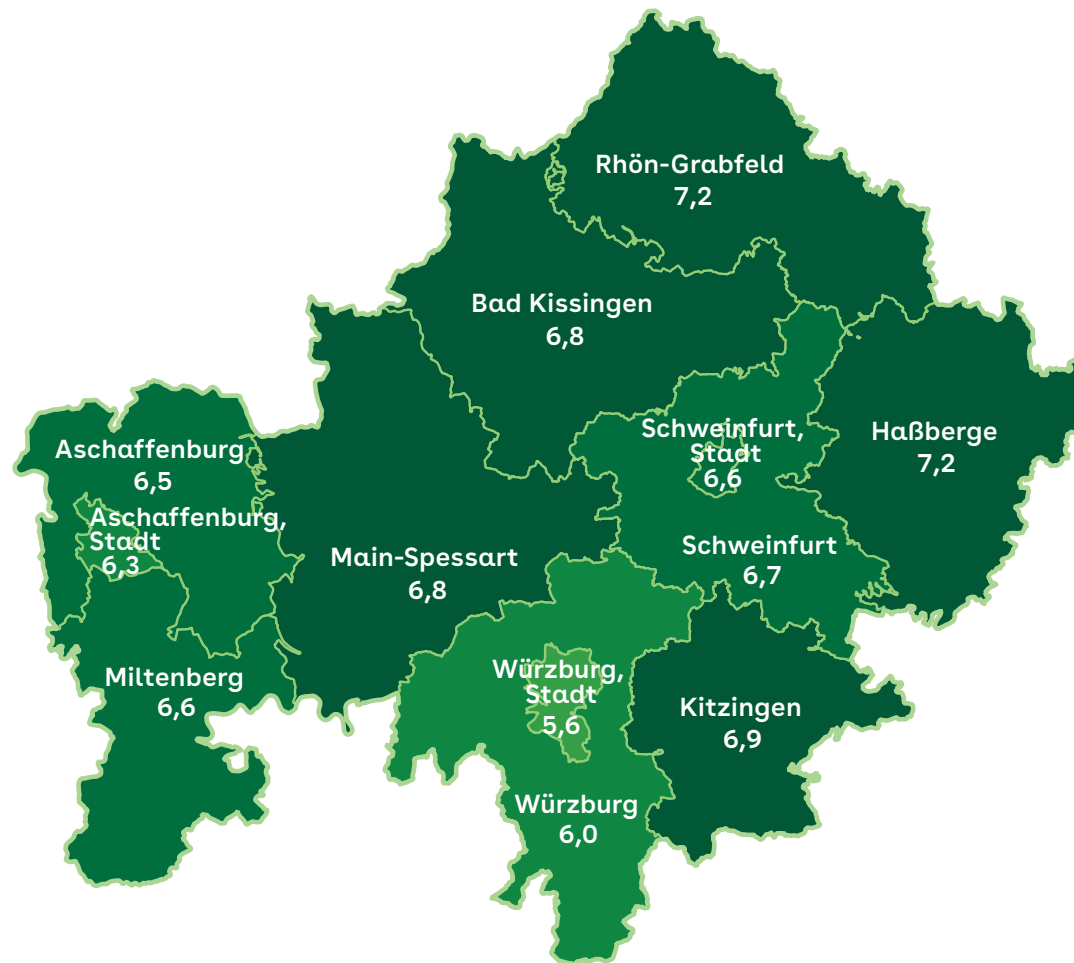 Rhön-Grabfeld
7,2
Bad Kissingen
6,8
Schweinfurt,
Stadt
6,6
Haßberge
7,2
Aschaffenburg
6,5
Aschaffenburg,
Stadt
6,3
Main-Spessart
6,8
Schweinfurt
6,7
Miltenberg
6,6
Würzburg,
Stadt
5,6
Kitzingen
6,9
Würzburg
6,0